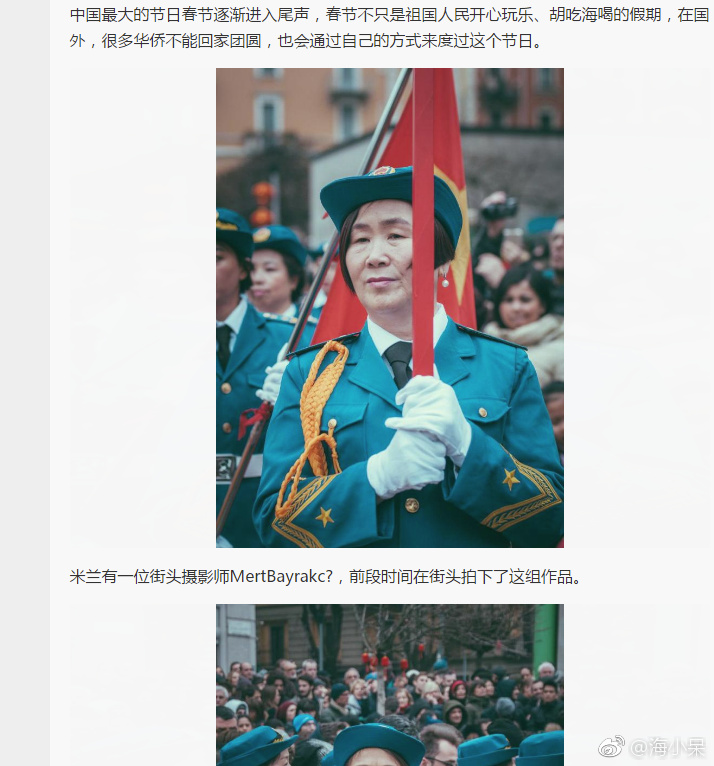 中国最大的节日春节逐渐进入尾声，春节不只是祖国人民开心玩乐、胡吃海喝的假期，在国
外，很多华侨不能回家团圆，也会通过自己的方式来度过这个节日。
米兰有一位街头摄影师MertBayrakc?，前段时间在街头拍下了这组作品。
@海小呆